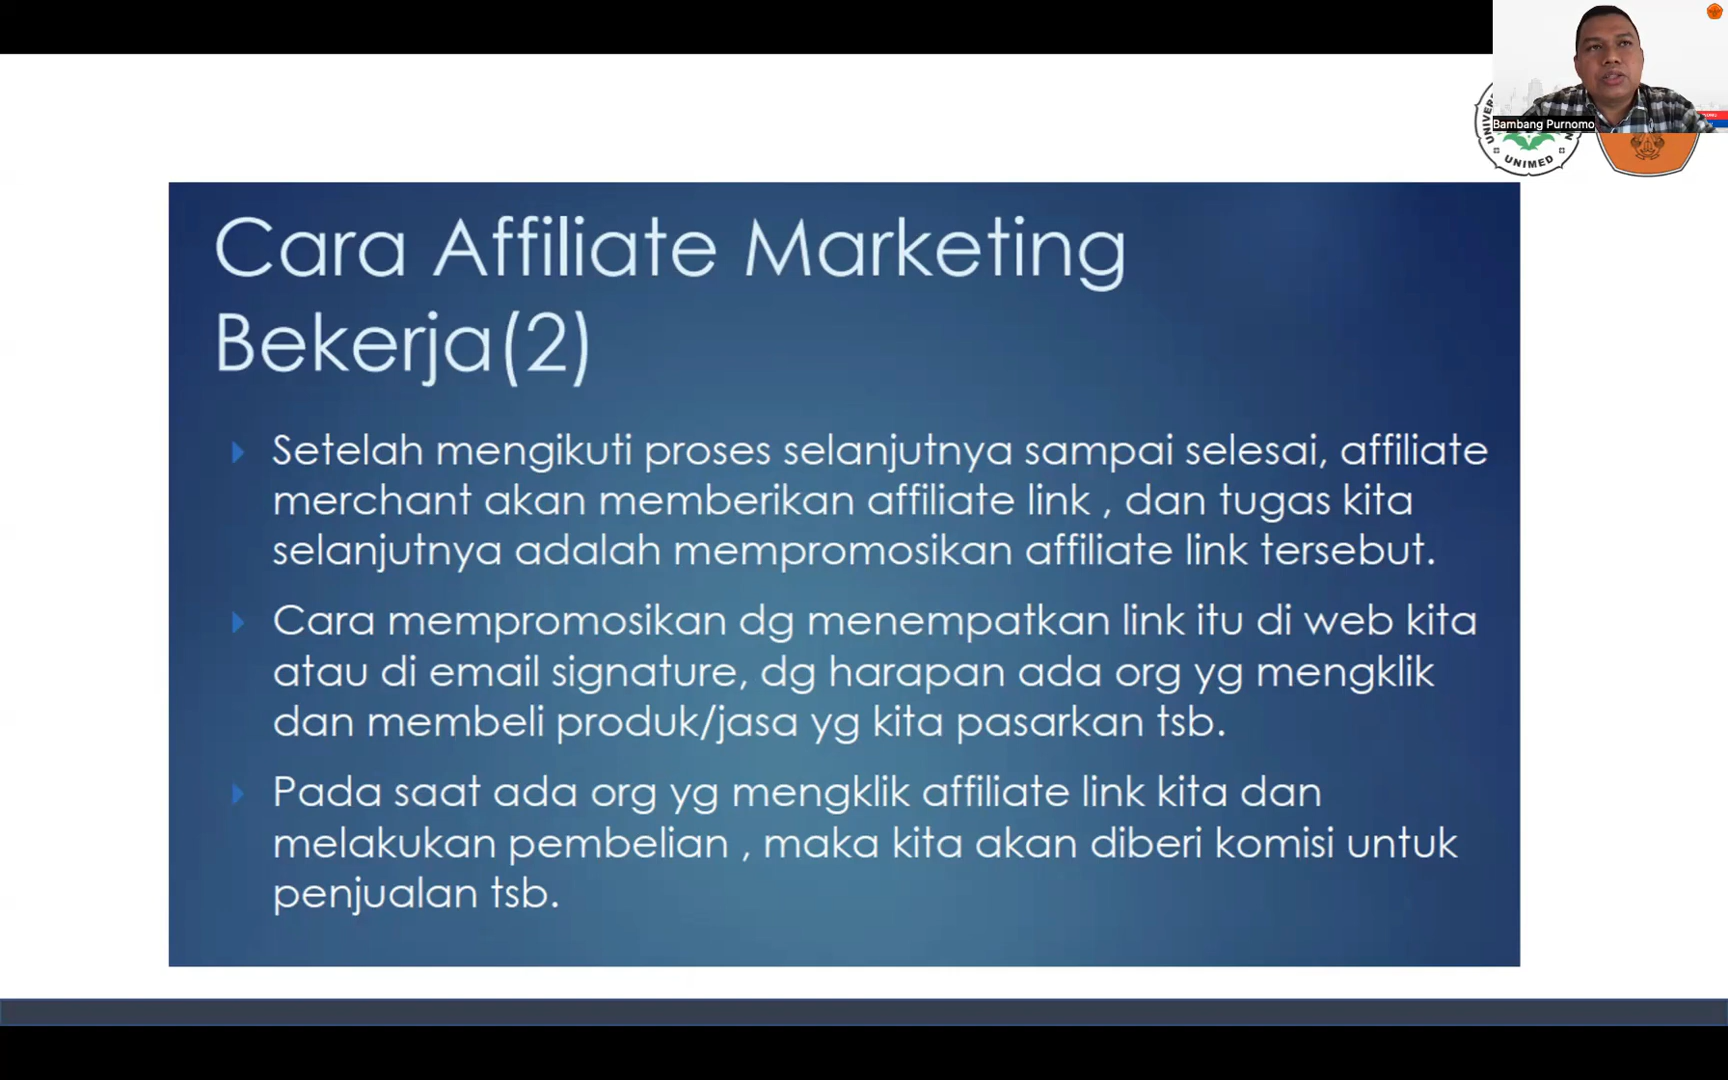 Bambang Purnomo
UNIMED
Cara Affiliate Marketing
Bekerja(2)
Setelah mengikuti proses selanjutnya sampai selesai, affiliate
merchant akan memberikan affiliate link , dan tugas kita
selanjutnya adalah mempromosikan affiliate link tersebut.
Cara mempromosikan dg menempatkan link itu di web kita
atau di email signature, dg harapan ada org yg mengklik
dan membeli produk/jasa yg kita pasarkan tsb.
Pada saat ada org yg mengklik affiliate link kita dan
melakukan pembelian , maka kita akan diberi komisi untuk
penjualan tsb.